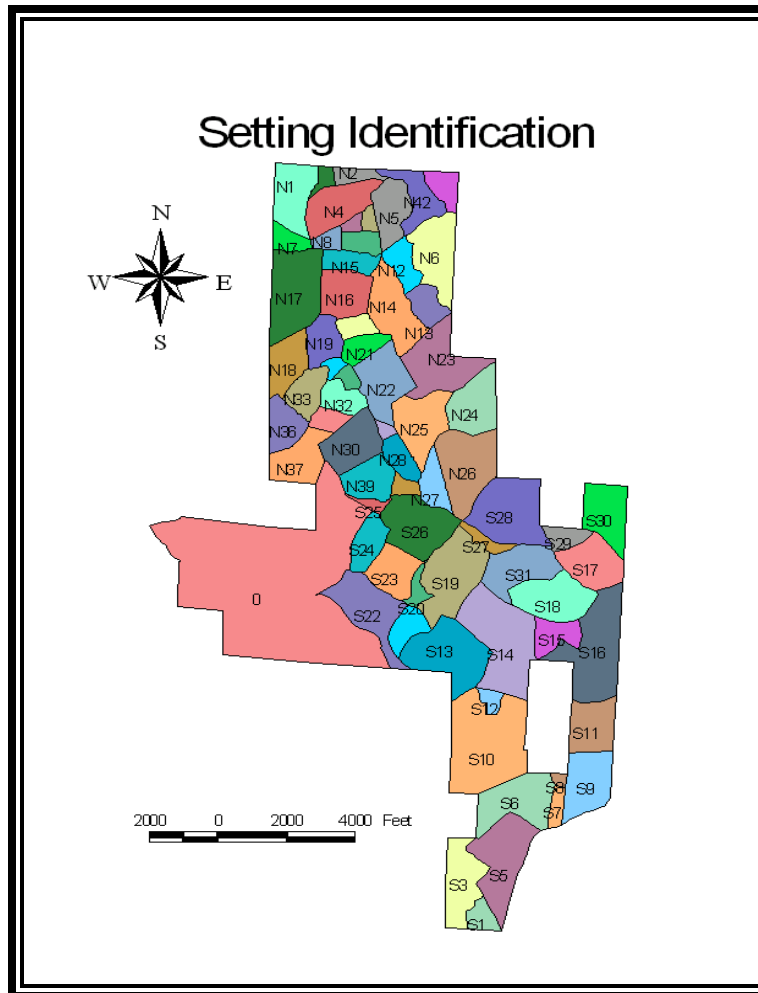 Setting Identification
N2
N1
N42
N4
N5
N
N8
N7
N6
N15
N12
W
E
N17
N16
N14
S
N13
N19
N21
N23
N18
N22
N33
N32
N24
N36
N25
N30
N28
N37
N26
N39
N27
S25
S28
S30
S26
S24
S27
S29
S17
S23
S19
S31
0
S20
S18
S22
S15
S13
S14
S16
S12
S11
S10
S8
S9
S6
2000 0 2000 4000 Feet
S7
S5
S3
S1